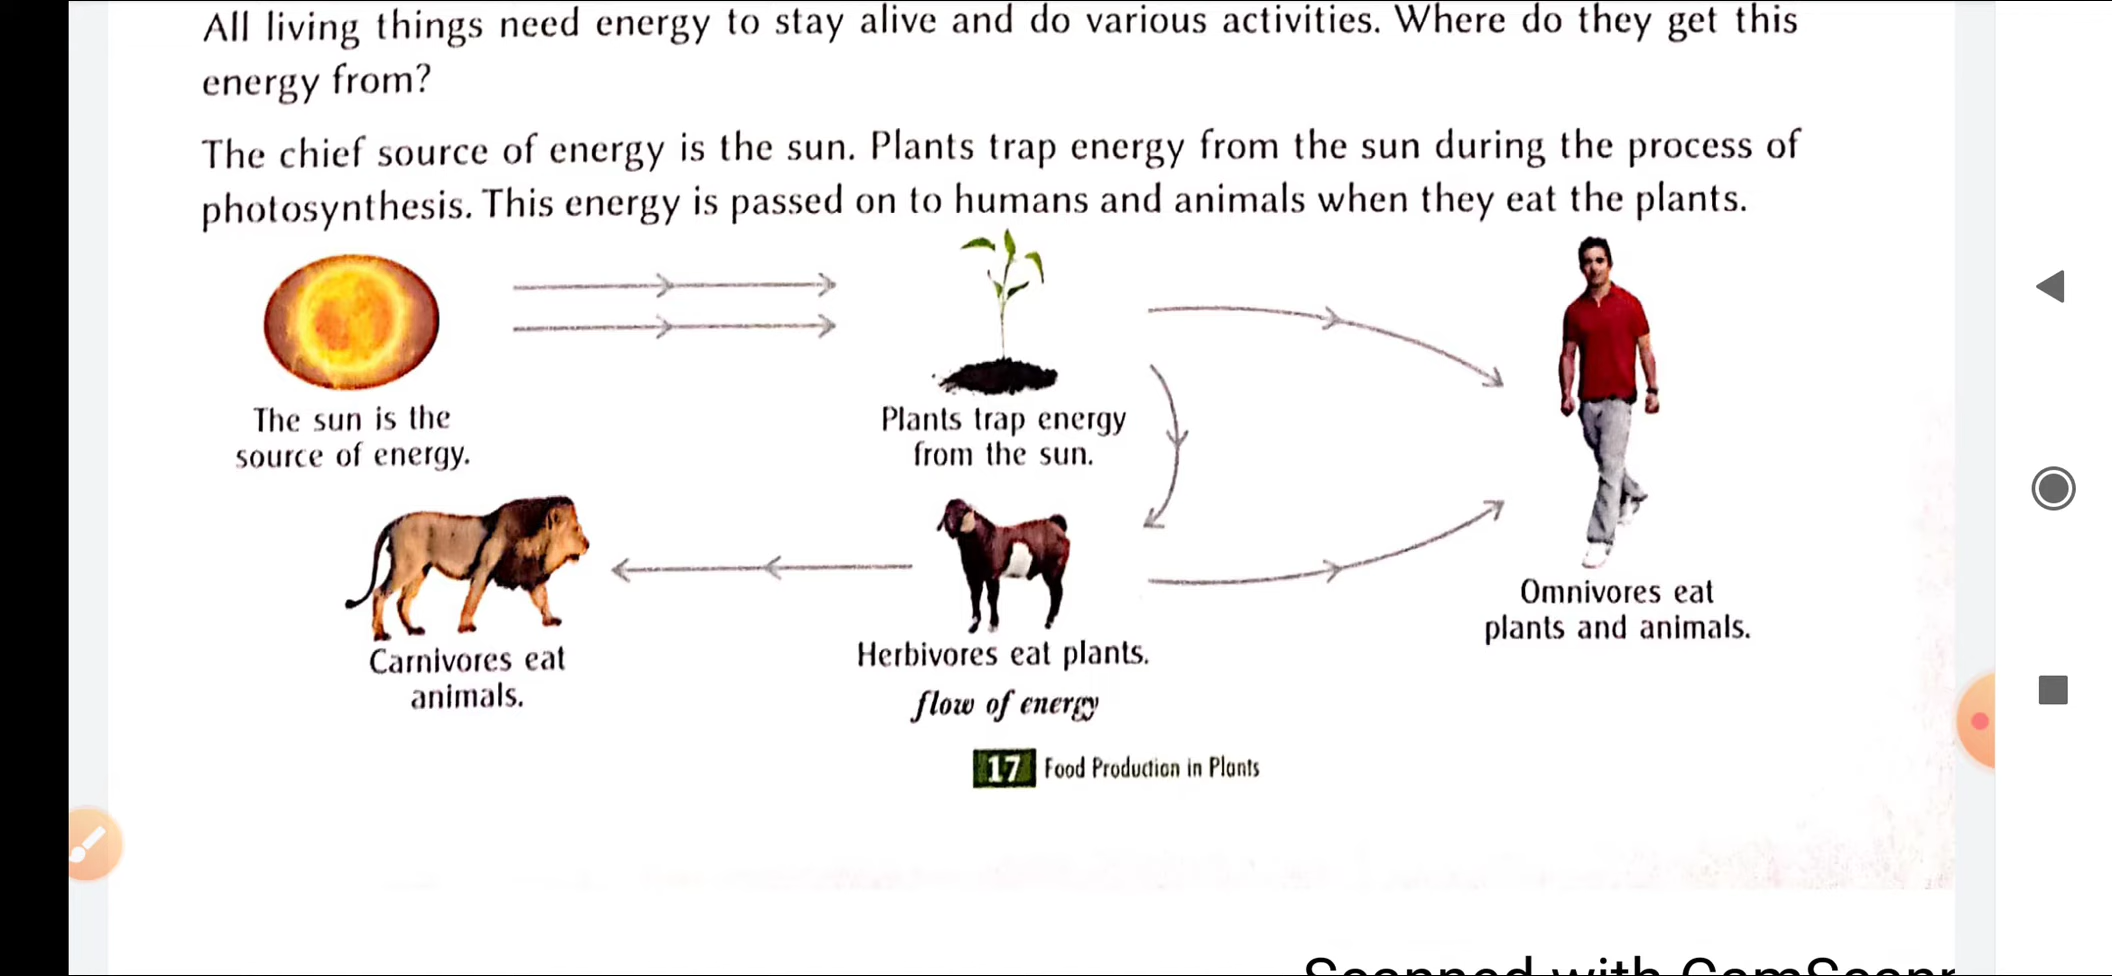 All living things need energy to stay alive and do various activities. Where do they get this
energy from?
The chief source of energy is the sun. Plants trap energy from the sun during the process of
photosynthesis. This energy is passed on to humans and animals when they eat the plants.
The sun is the
source of energy.
Plants trap energy
from the sun.
Carnivores eat
animals.
Herbivores eat plants.
Omnivores eat
plants and animals.
flow of energy
17 Food Production in Plants
Scanned with CamScann